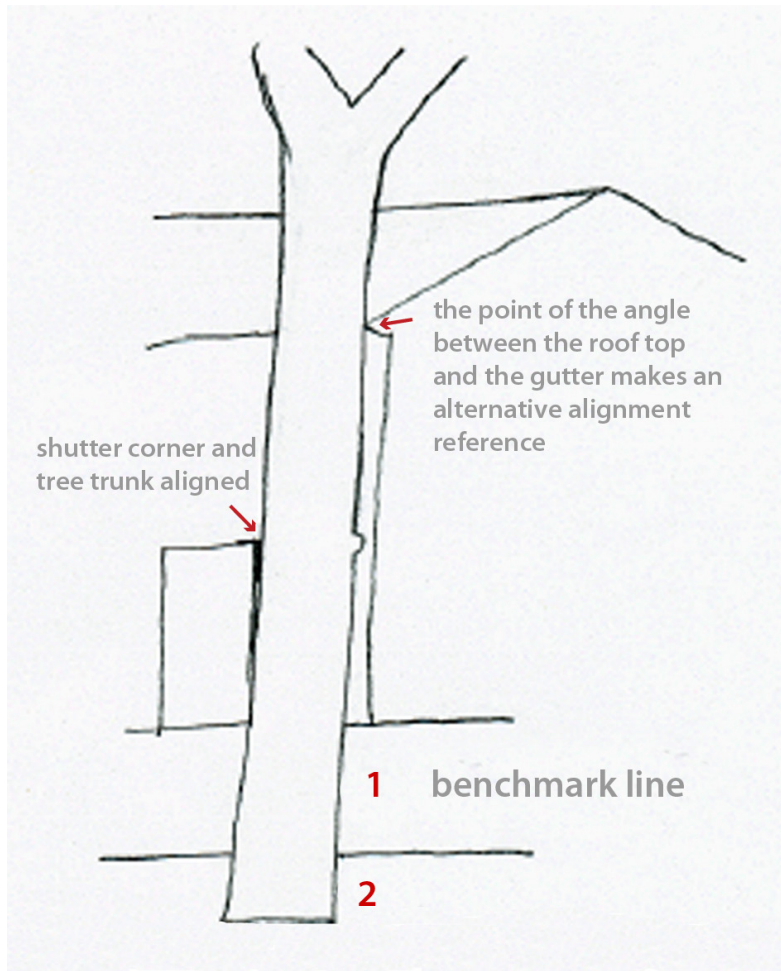 the point of the angle
between the roof top
and the gutter makes an
alternative alignment
reference
shutter corner and
tree trunk aligned
1 benchmark line
2